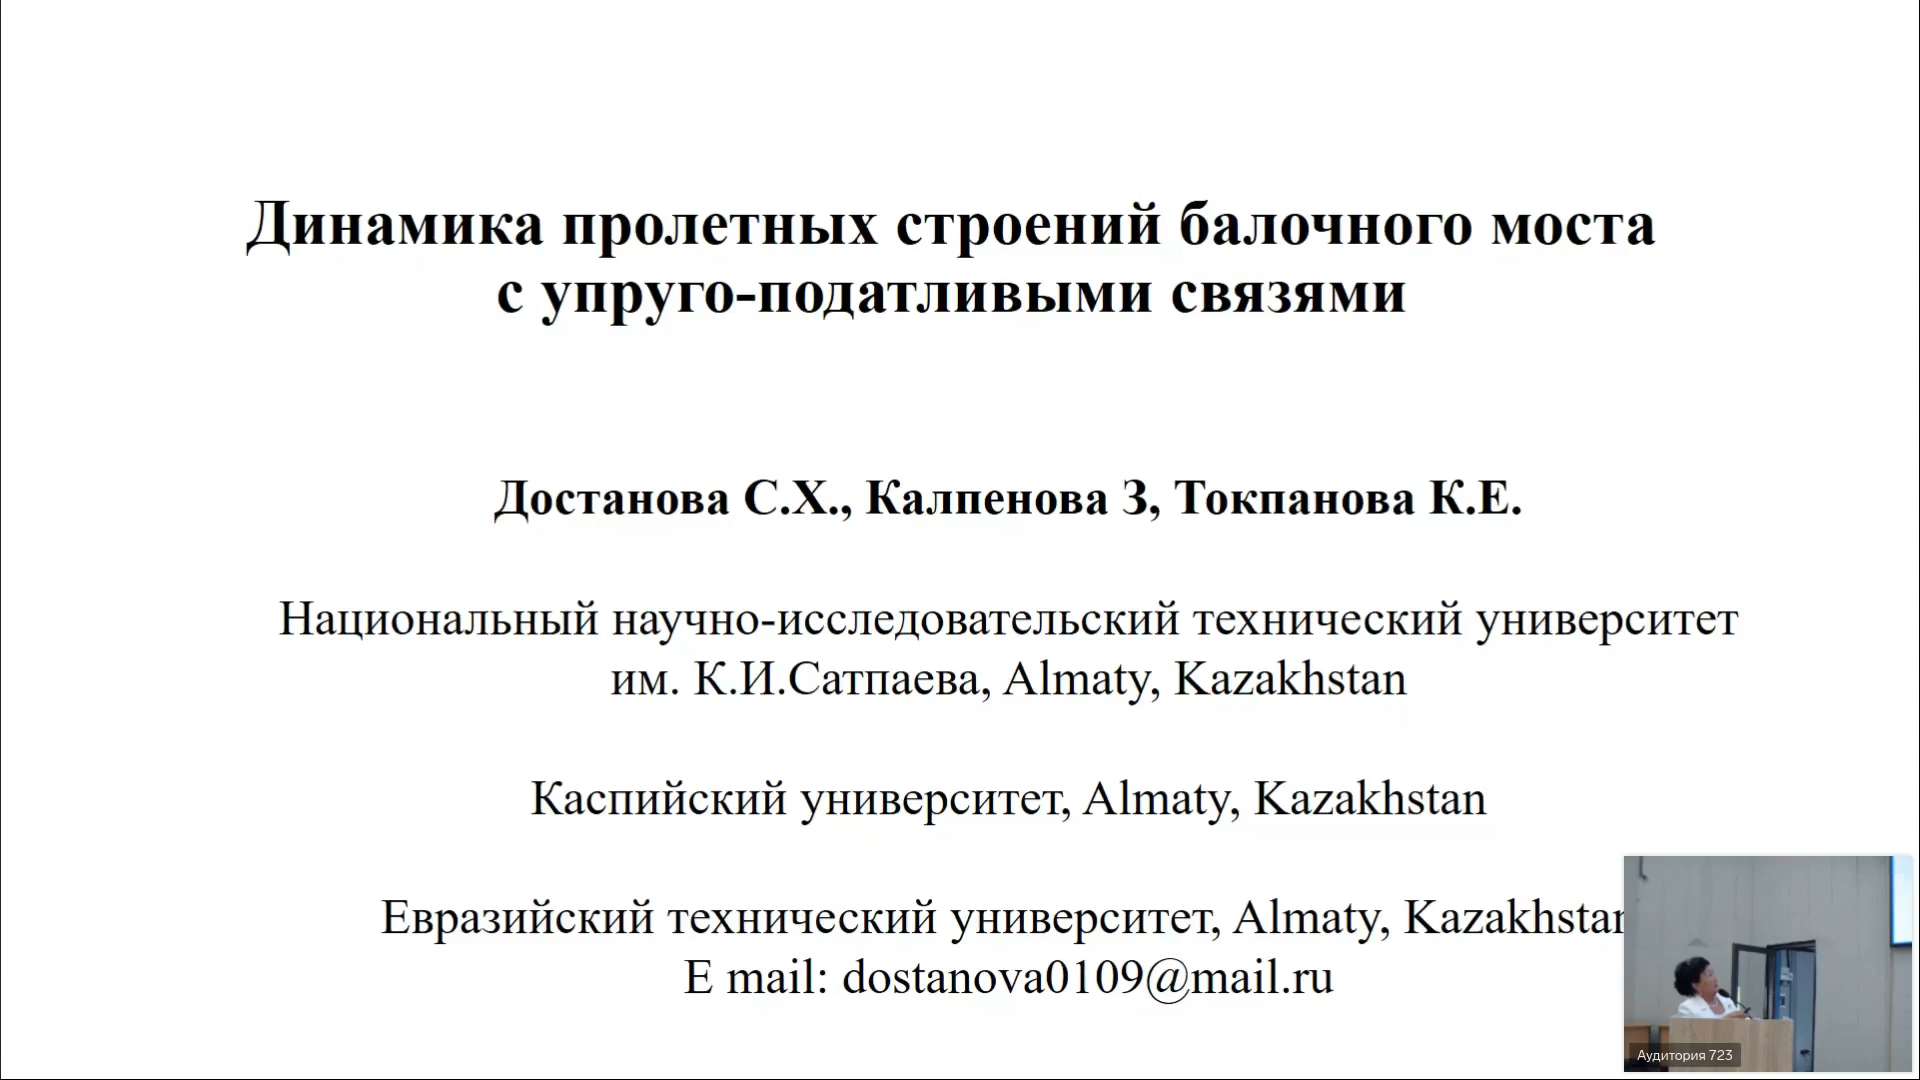 Динамика пролетных строений балочного моста
с упруго-податливыми связями
Достанова С.Х., Калпенова З, Токпанова К.Е.
Национальный научно-исследовательский технический университет
им. К.И.Сатпаева, Almaty, Kazakhstan
Каспийский университет, Almaty, Kazakhstan
Евразийский технический университет, Almaty, Kazakhstan
E mail: dostanova0109@mail.ru
Аудитория 723